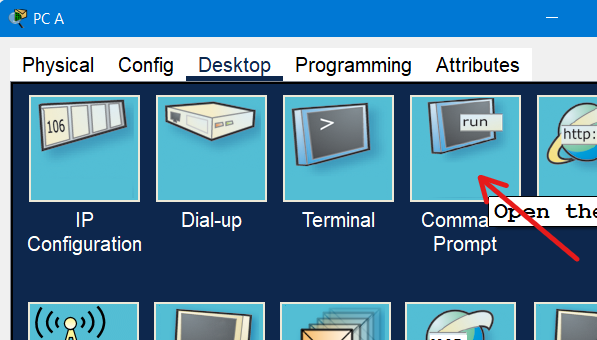 PC A
Physical Config Desktop Programming Attributes
106
>
run
http:
IP
Configuration
Dial-up
Terminal
Comma
Prompt
Open the